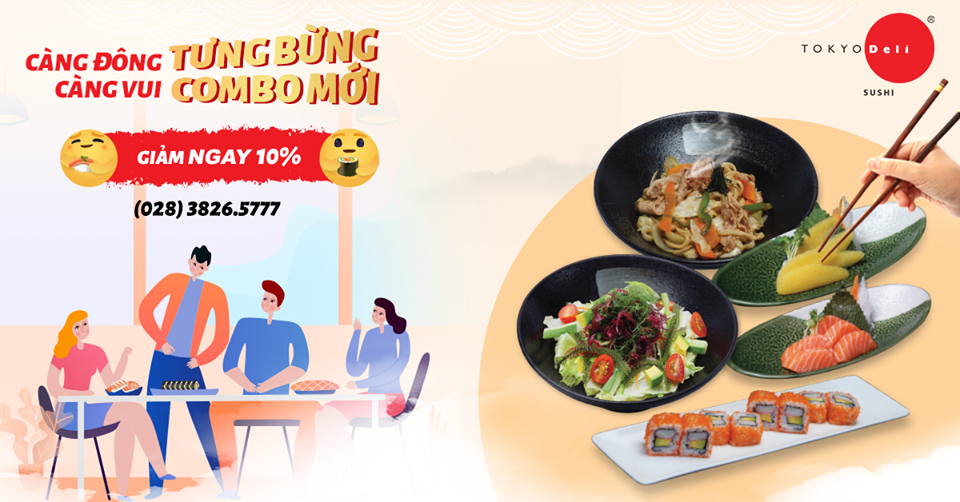 CÀNG ĐÔNG
CÀNG VUI
TƯNG BỪNG
COMBO MỚI
GIẢM NGAY 10%
(028) 3826.5777
TOKYO Deli
®
SUSHI